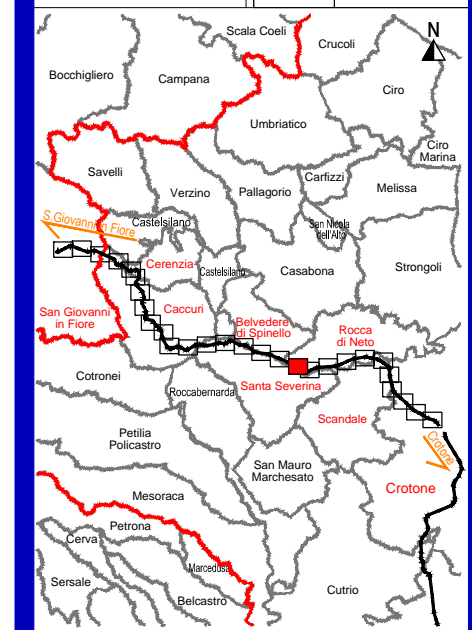 Scala Coeli
Crucoli
N
Bocchigliero
Campana
Ciro
Umbriatico
Ciro
Marina
Savelli
Carfizzi
Verzino
Pallagorio
Melissa
S.Giovanni in Fiore
Castelsilano
San Nicola
dell'Alto
Cerenzia
Castelsilano
Casabona
Strongoli
San Giovanni
in Fiore
Caccuri
Belvedere
di Spinello
Rocca
di Neto
Cotronei
Roccabernarda
Santa Severina
Scandale
Petilia
Policastro
Crotone
San Mauro
Marchesato
Mesoraca
Crotone
Petrona
Cerva
Marcedusa
Sersale
Belcastro
Cutrio